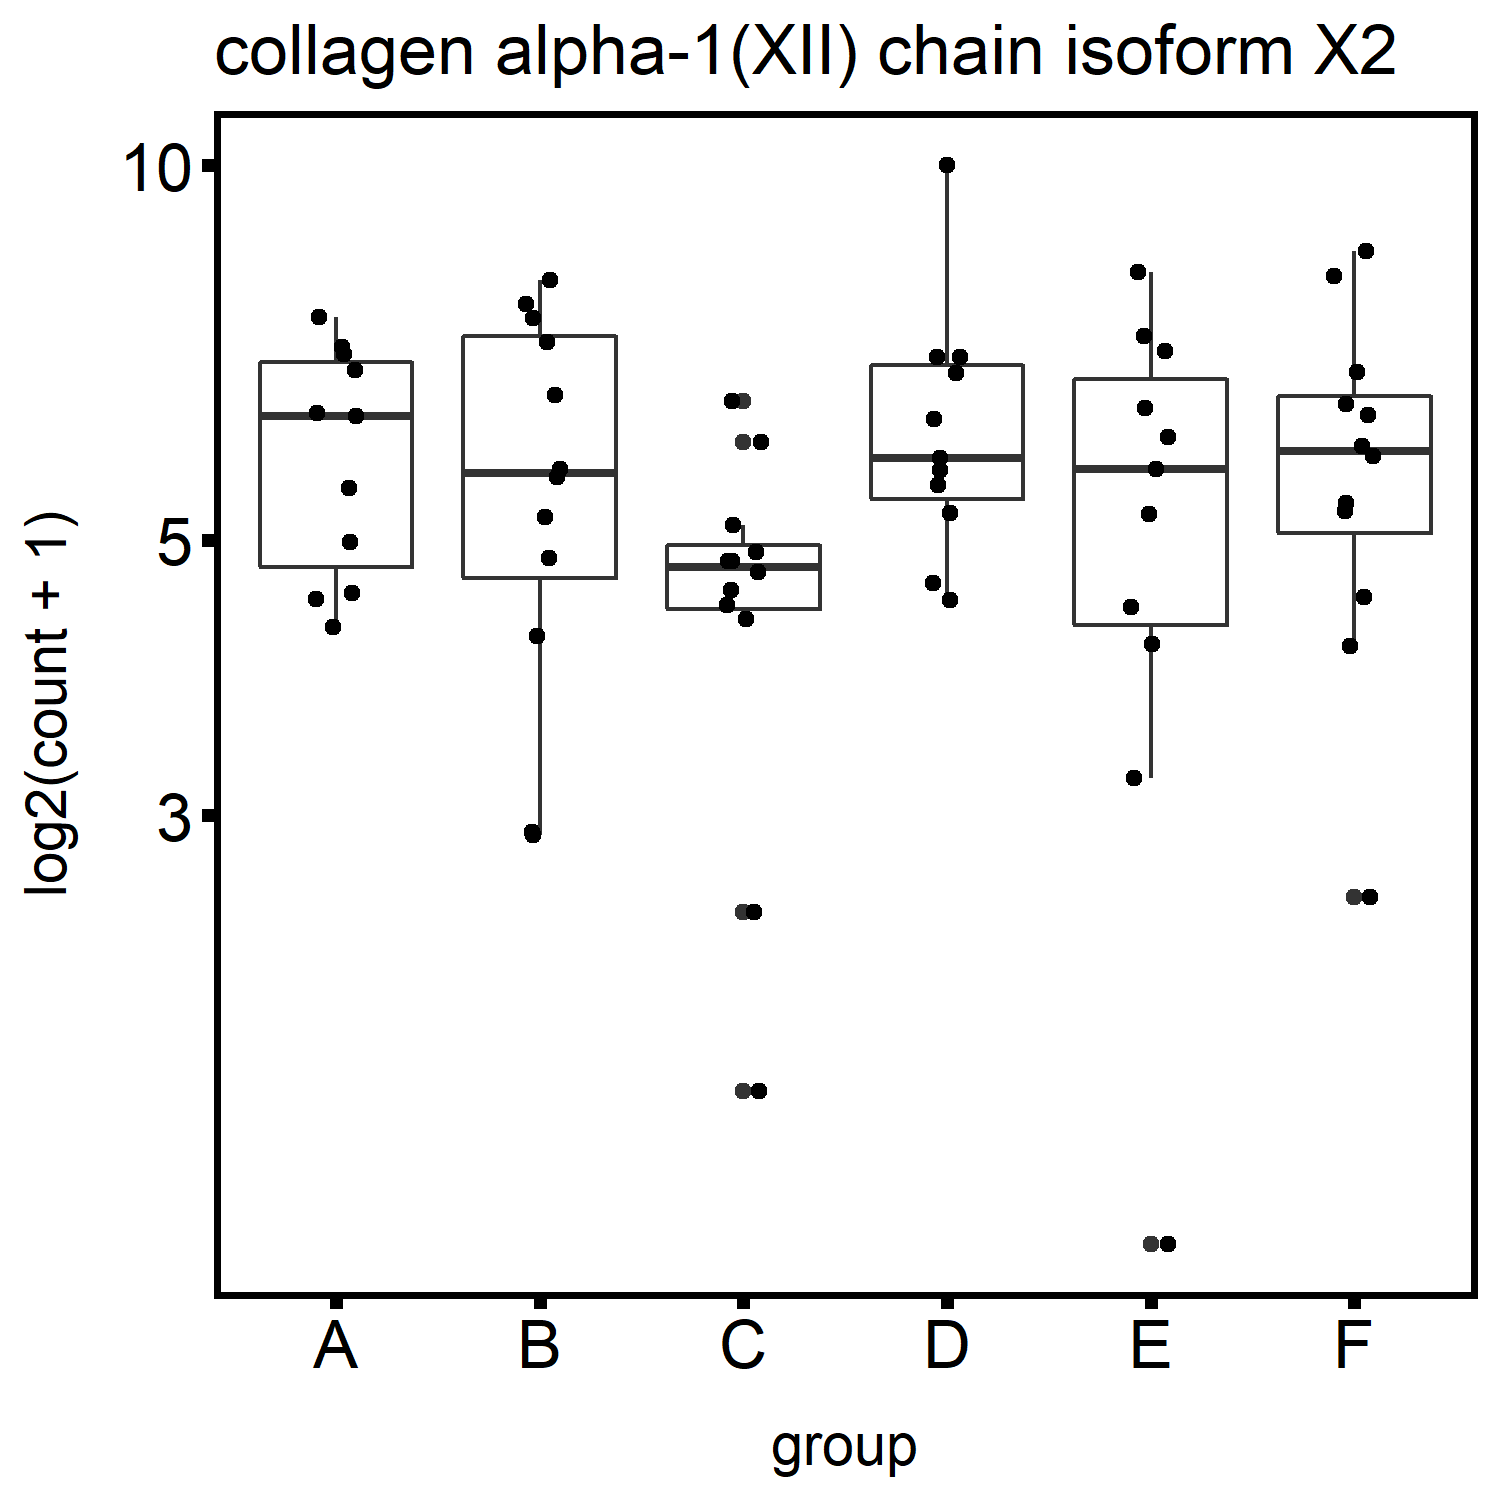 collagen alpha-1(XII) chain isoform X2
10
5
3
log2(count + 1)
A B C D E F
group